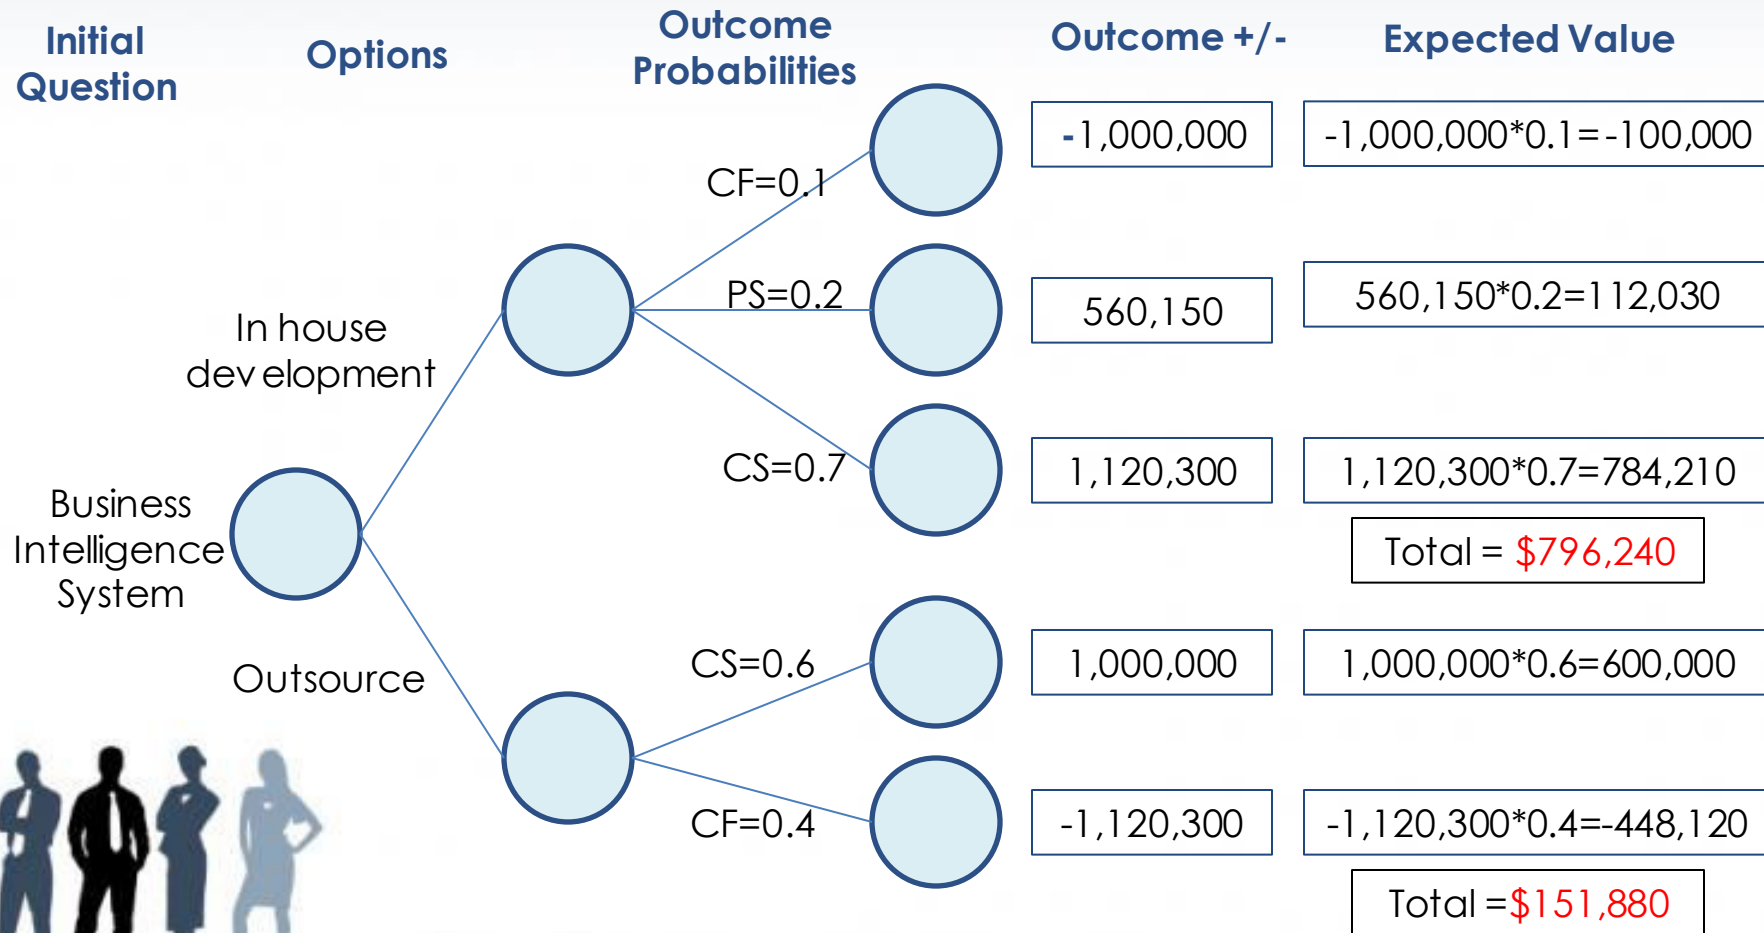 Initial
Question
Options
Outcome
Probabilities
Outcome +/-
Expected Value
CF=0.1
-1,000,000
-1,000,000*0.1=-100,000
PS=0.2
560,150
560,150*0.2=112,030
In house
development
CS=0.7
1,120,300
1,120,300*0.7=784,210
Total = $796,240
Business
Intelligence
System
Outsource
CS=0.6
1,000,000
1,000,000*0.6=600,000
CF=0.4
-1,120,300
-1,120,300*0.4=-448,120
Total =$151,880